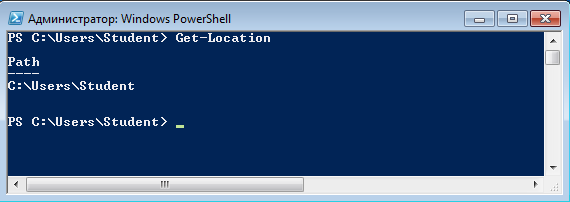 Администратор: Windows PowerShell
PS C:\Users\Student> Get-Location
Path
----
C:\Users\Student
PS C:\Users\Student> _